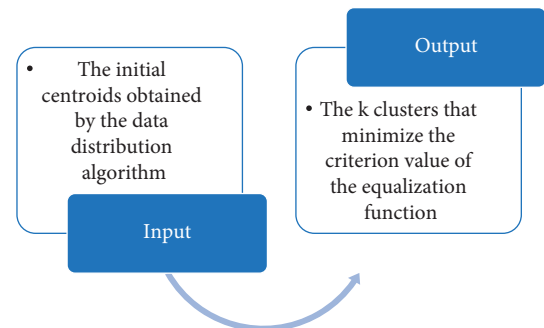 • The initial
centroids obtained
by the data
distribution
algorithm
Input
Output
• The k clusters that
minimize the
criterion value of
the equalization
function